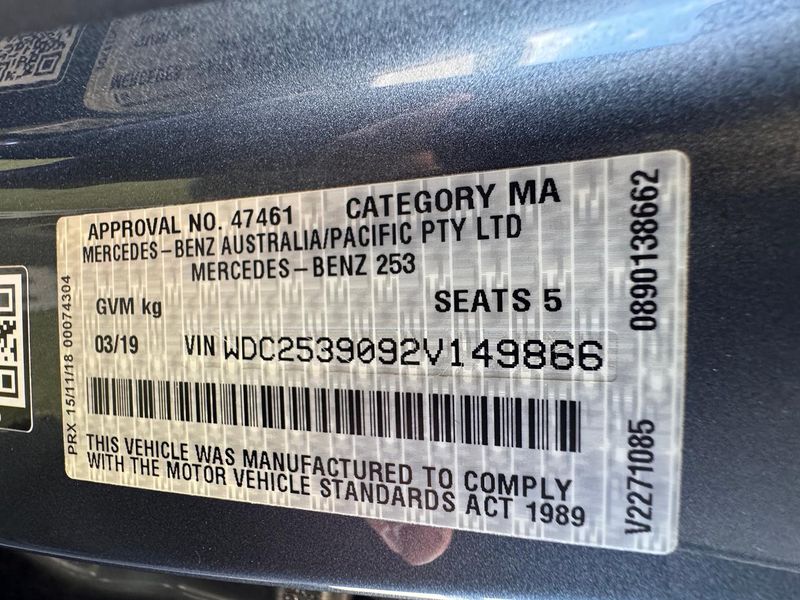 APPROVAL NO. 47461 CATEGORY MA
MERCEDES-BENZ AUSTRALIA/PACIFIC PTY LTD
MERCEDES-BENZ 253
GVM kg SEATS 5
03/19 VIN WDC2539092V149866
THIS VEHICLE WAS MANUFACTURED TO COMPLY
WITH THE MOTOR VEHICLE STANDARDS ACT 1989
PRX 15/11/18 00074304
0890138662
V2271085